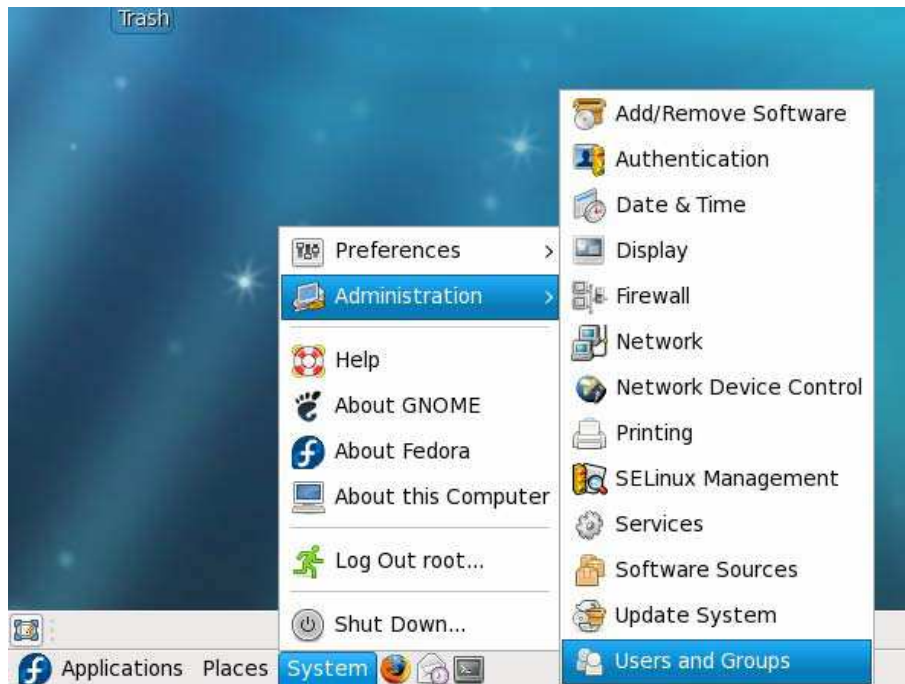 Trash
Add/Remove Software
Authentication
Date & Time
Display
Firewall
Network
Network Device Control
Printing
SELinux Management
Services
Software Sources
Update System
Users and Groups
Preferences
Administration
Help
About GNOME
About Fedora
About this Computer
Log Out root...
Shut Down...
Applications Places System